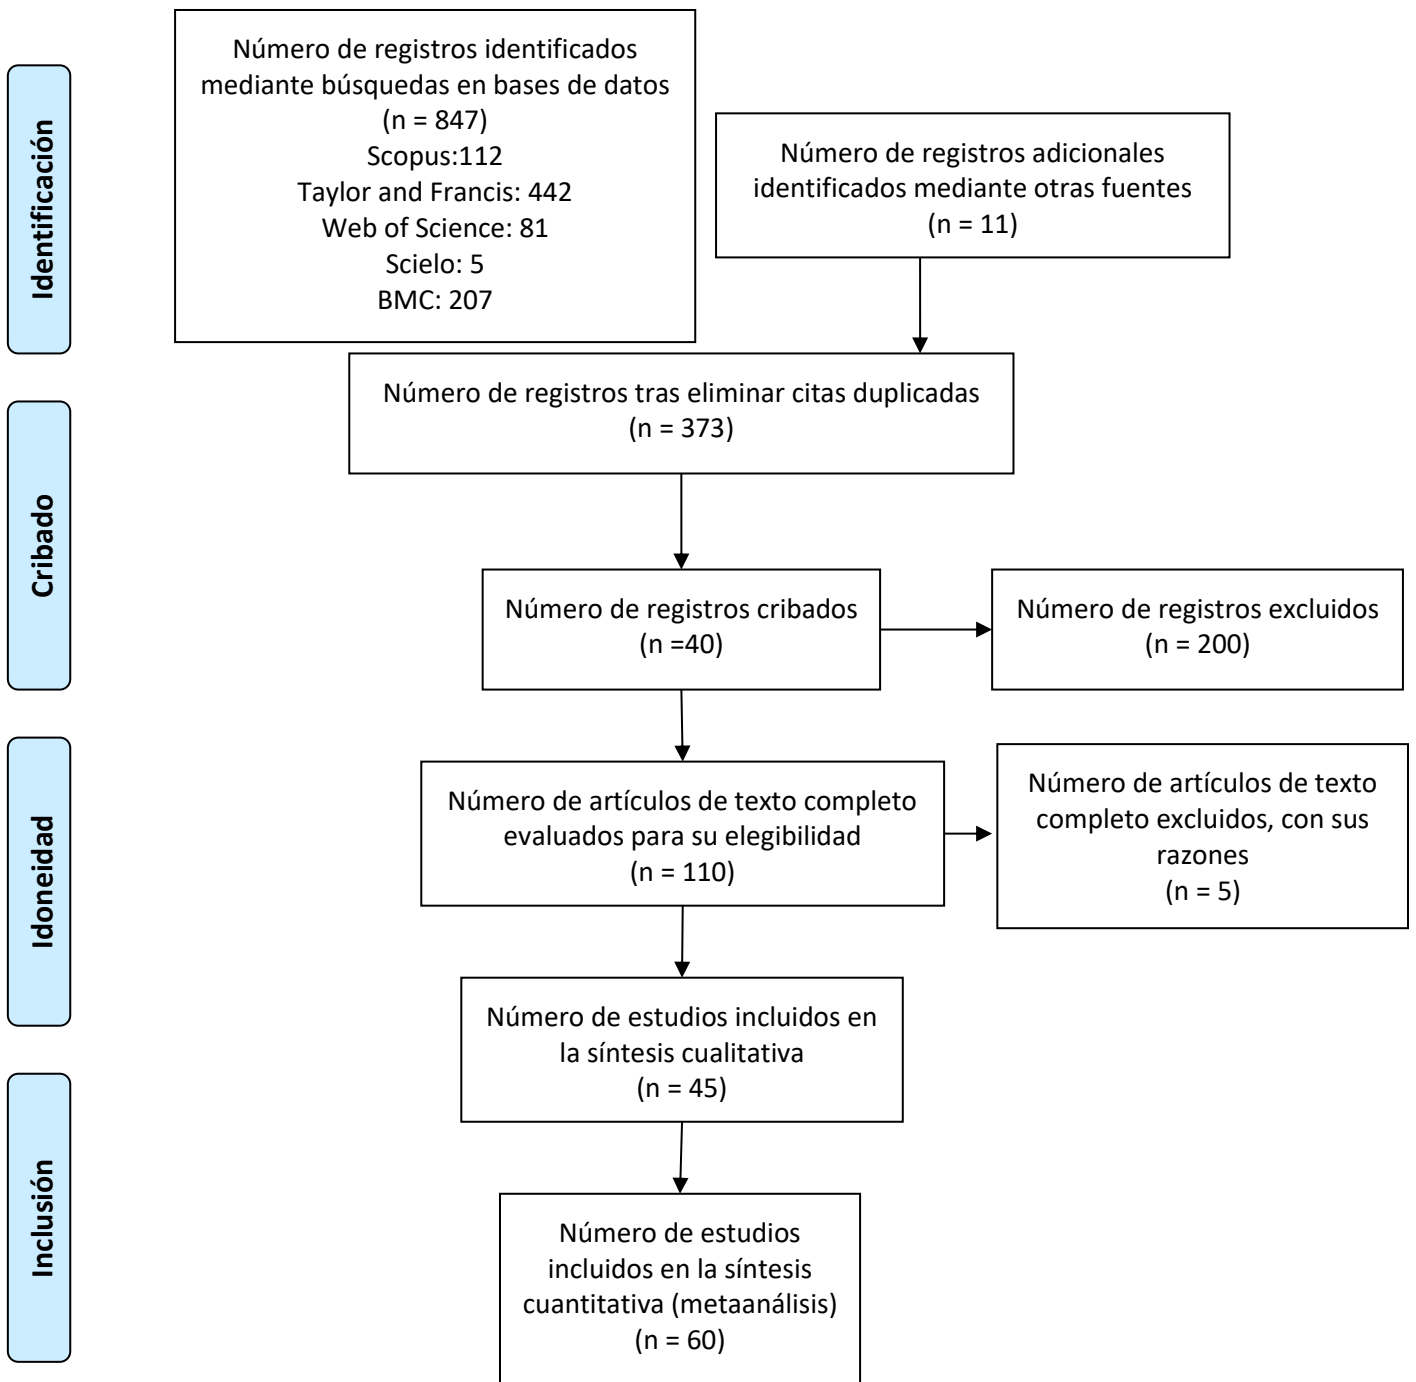 Identificación
Número de registros identificados
mediante búsquedas en bases de datos
(n = 847)
Scopus:112
Taylor and Francis: 442
Web of Science: 81
Scielo: 5
BMC: 207
Número de registros adicionales
identificados mediante otras fuentes
(n = 11)
Número de registros tras eliminar citas duplicadas
(n = 373)
Cribado
Número de registros cribados
(n =40)
Número de registros excluidos
(n = 200)
Idoneidad
Número de artículos de texto completo
evaluados para su elegibilidad
(n = 110)
Número de artículos de texto
completo excluidos, con sus
razones
(n = 5)
Número de estudios incluidos en
la síntesis cualitativa
(n = 45)
Inclusión
Número de estudios
incluidos en la síntesis
cuantitativa (metaanálisis)
(n = 60)